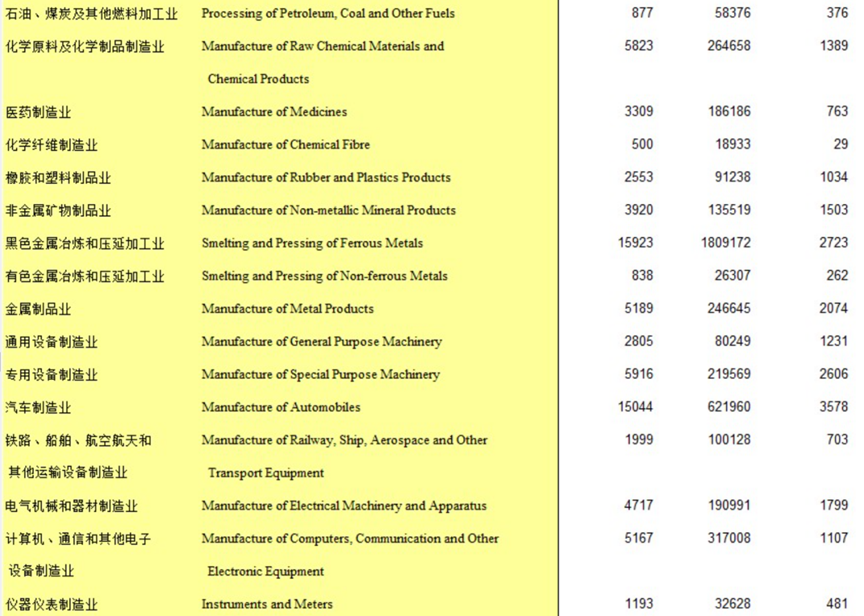 石油、煤炭及其他燃料加工业 Processing of Petroleum, Coal and Other Fuels 877 58376 376
化学原料及化学制品制造业 Manufacture of Raw Chemical Materials and 5823 264658 1389
Chemical Products
医药制造业 Manufacture of Medicines 3309 186186 763
化学纤维制造业 Manufacture of Chemical Fibre 500 18933 29
橡胶和塑料制品业 Manufacture of Rubber and Plastics Products 2553 91238 1034
非金属矿物制品业 Manufacture of Non-metallic Mineral Products 3920 135519 1503
黑色金属冶炼和压延加工业 Smelting and Pressing of Ferrous Metals 15923 1809172 2723
有色金属冶炼和压延加工业 Smelting and Pressing of Non-ferrous Metals 838 26307 262
金属制品业 Manufacture of Metal Products 5189 246645 2074
通用设备制造业 Manufacture of General Purpose Machinery 2805 80249 1231
专用设备制造业 Manufacture of Special Purpose Machinery 5916 219569 2606
汽车制造业 Manufacture of Automobiles 15044 621960 3578
铁路、船舶、航空航天和 Manufacture of Railway, Ship, Aerospace and Other 1999 100128 703
其他运输设备制造业 Transport Equipment
电气机械和器材制造业 Manufacture of Electrical Machinery and Apparatus 4717 190991 1799
计算机、通信和其他电子 Manufacture of Computers, Communication and Other 5167 317008 1107
设备制造业 Electronic Equipment
仪器仪表制造业 Instruments and Meters 1193 32628 481